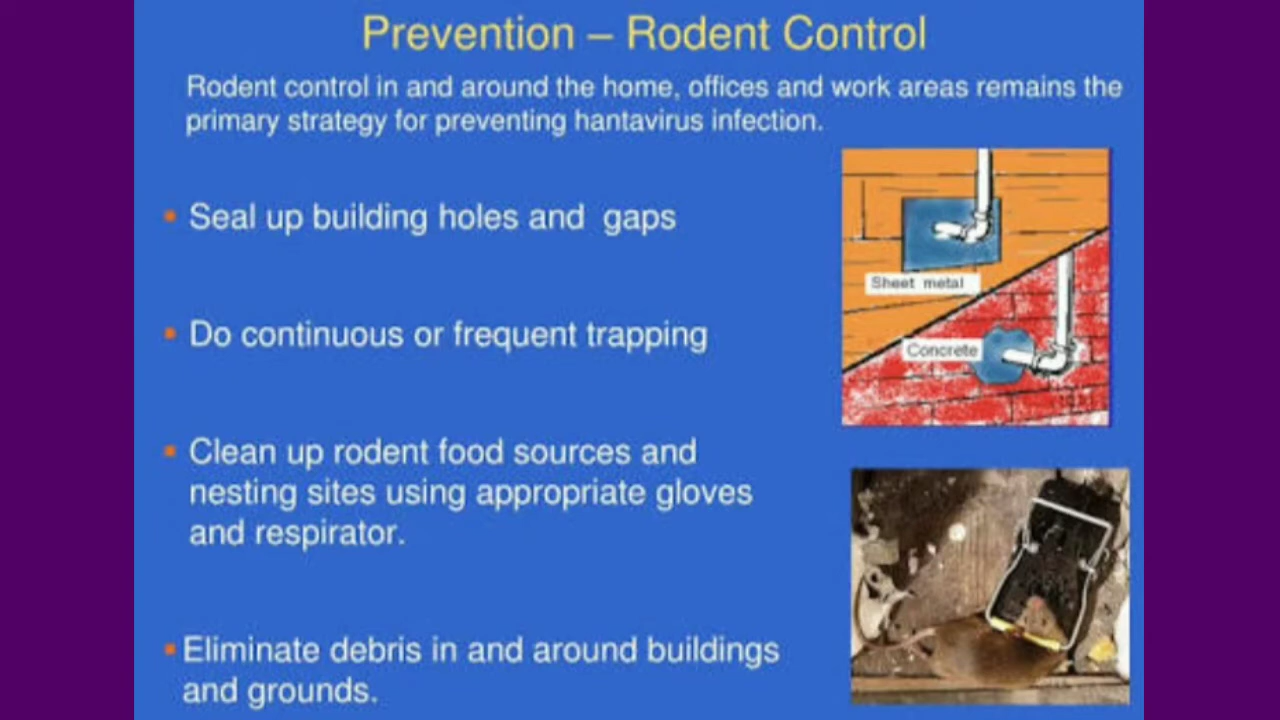 Prevention – Rodent Control
Rodent control in and around the home, offices and work areas remains the
primary strategy for preventing hantavirus infection.
▪ Seal up building holes and gaps
▪ Do continuous or frequent trapping
▪ Clean up rodent food sources and
nesting sites using appropriate gloves
and respirator.
▪ Eliminate debris in and around buildings
and grounds.
Sheet metal
Concrete